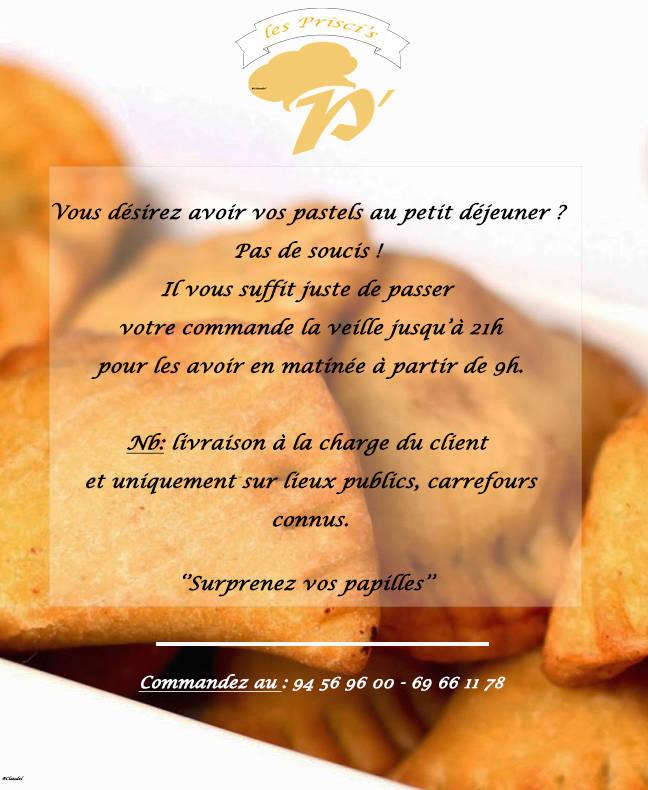 les Prisci's
P'
Vous désirez avoir vos pastels au petit déjeuner ?
Pas de soucis !
Il vous suffit juste de passer
votre commande la veille jusqu'à 21h
pour les avoir en matinée à partir de 9h.
Nb: livraison à la charge du client
et uniquement sur lieux publics, carrefours
connus.
‘’Surprenez vos papilles’’
Commandez au : 94 56 96 00 - 69 66 11 78
#Claudel